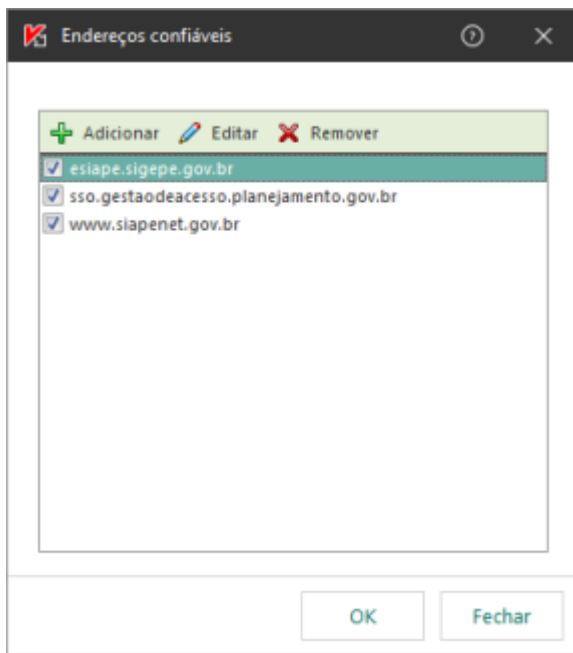 Endereços confiáveis
Adicionar Editar Remover
esiape.sigepe.gov.br
sso.gestaodeacesso.planejamento.gov.br
www.siapenet.gov.br
OK Fechar